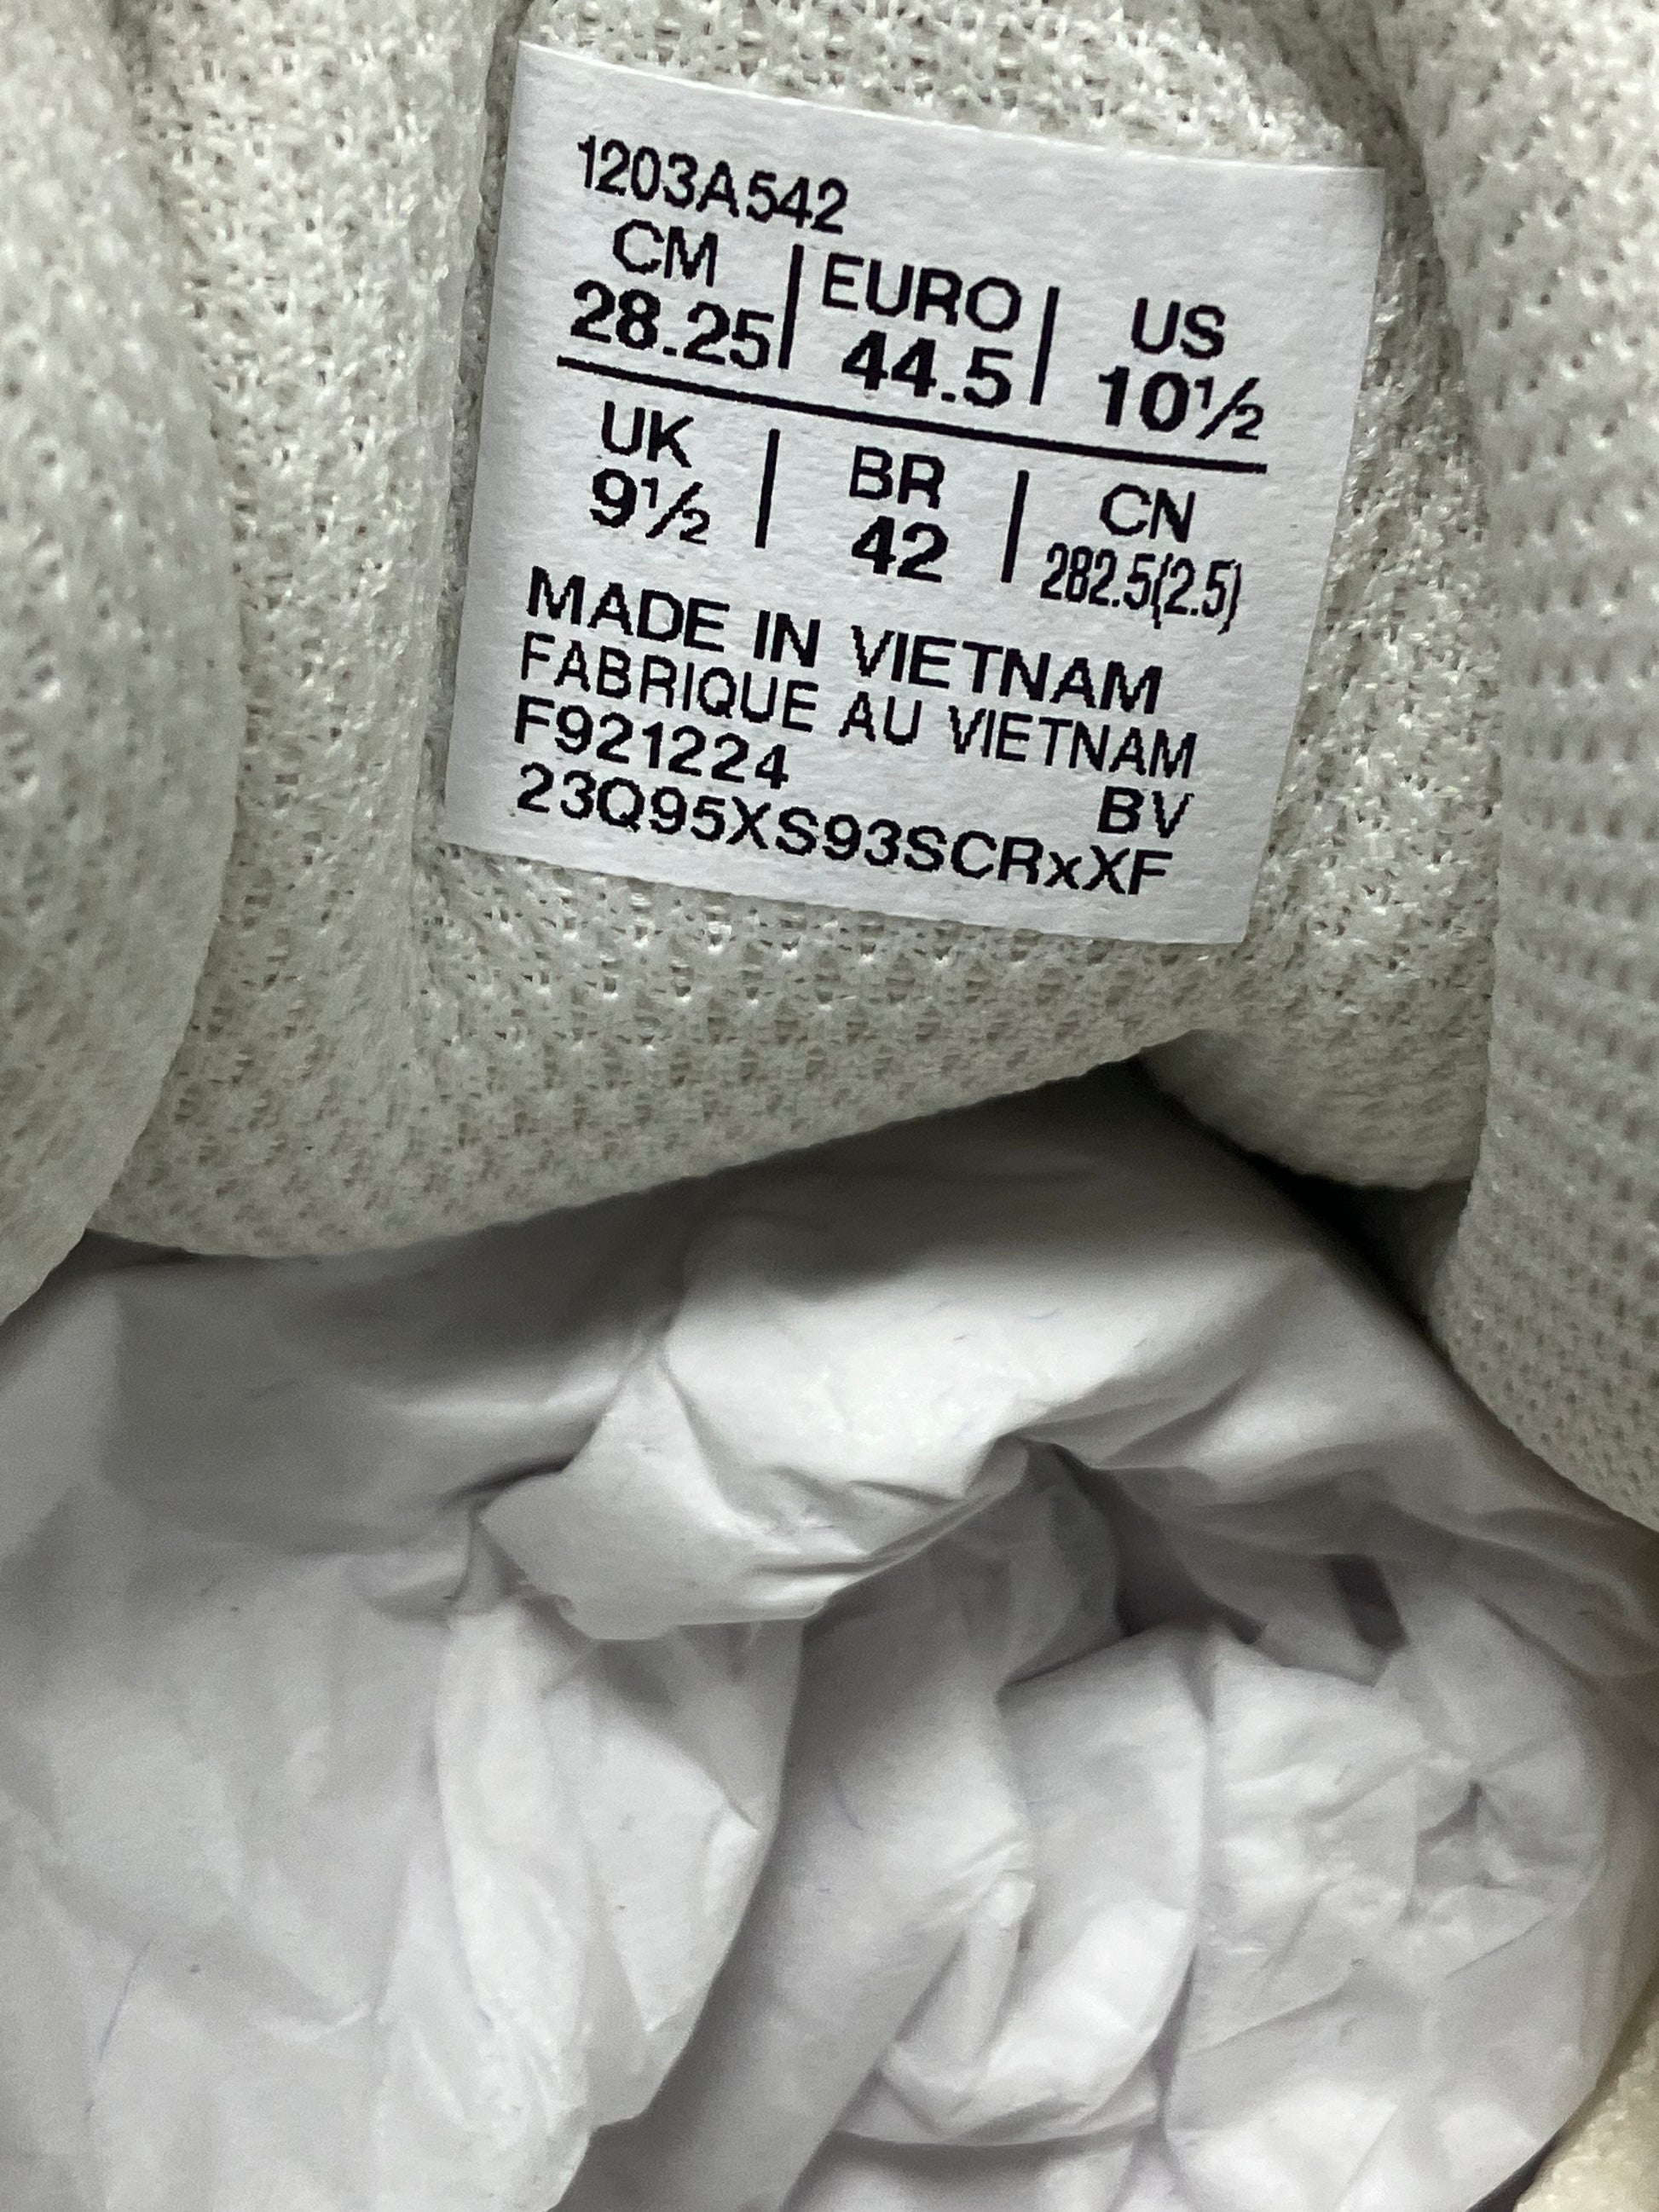 1203A542
CM | EURO | US
28.25 | 44.5 | 10½
UK | BR | CN
9½ | 42 | 282.5(2.5)
MADE IN VIETNAM
FABRIQUE AU VIETNAM
F921224 BV
23Q95XS93SCRxXF